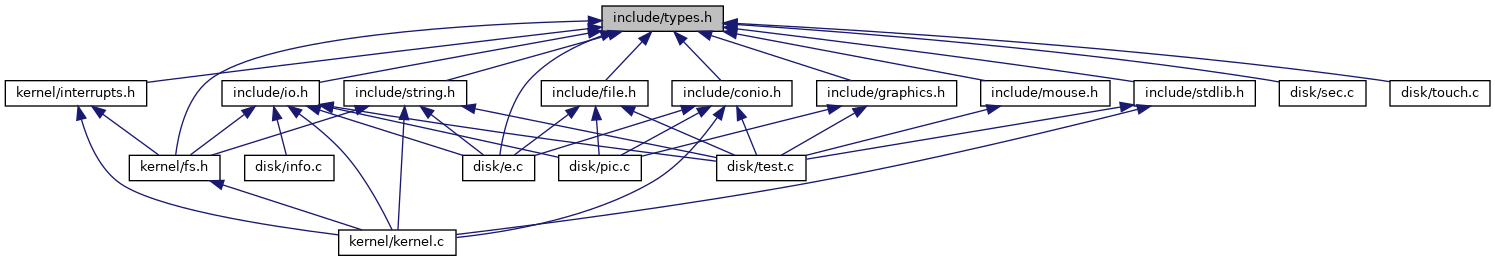 include/types.h
kernel/interrupts.h
include/io.h
include/string.h
include/file.h
include/conio.h
include/graphics.h
include/mouse.h
include/stdlib.h
disk/sec.c
disk/touch.c
kernel/fs.h
disk/info.c
disk/e.c
disk/pic.c
disk/test.c
kernel/kernel.c